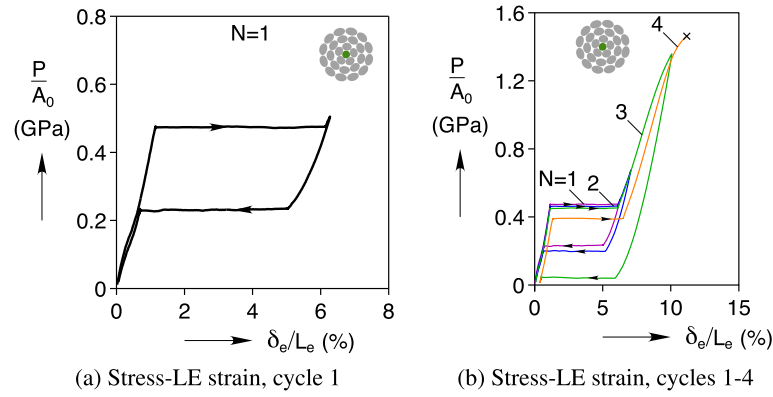 0.8
0.6
0.4
0.2
0
P
A₀
(GPa)
N=1
0 2 4 6 8
δₑ/Lₑ (%)
(a) Stress-LE strain, cycle 1
1.6
1.2
0.8
0.4
0
P
A₀
(GPa)
4
3
N=1 2
0 5 10 15
δₑ/Lₑ (%)
(b) Stress-LE strain, cycles 1-4